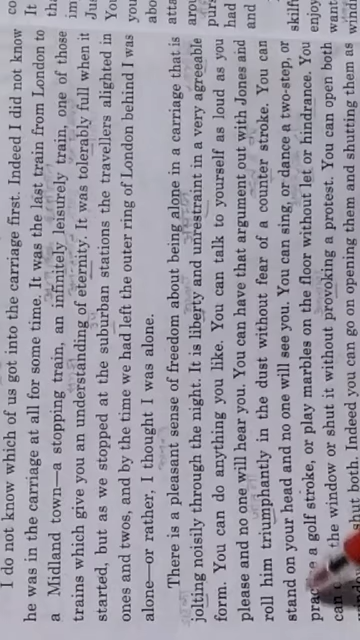 I do not know which of us got into the carriage first. Indeed I did not know
he was in the carriage at all for some time. It was the last train from London to
a Midland town—a stopping train, an infinitely leisurely train, one of those
trains which give you an understanding of eternity. It was tolerably full when it
started, but as we stopped at the suburban stations the travellers alighted in
ones and twos, and by the time we had left the outer ring of London behind I was
alone—or rather, I thought I was alone.
There is a pleasant sense of freedom about being alone in a carriage that is
jolting noisily through the night. It is liberty and unrestraint in a very agreeable
form. You can do anything you like. You can talk to yourself as loud as you
please and no one will hear you. You can have that argument out with Jones and
roll him triumphantly in the dust without fear of a counter stroke. You can
stand on your head and no one will see you. You can sing, or dance a two-step, or
a golf stroke, or play marbles on the floor without let or hindrance. You
the window or shut it without provoking a protest. You can open both
shut both. Indeed you can go on opening them and shutting them as